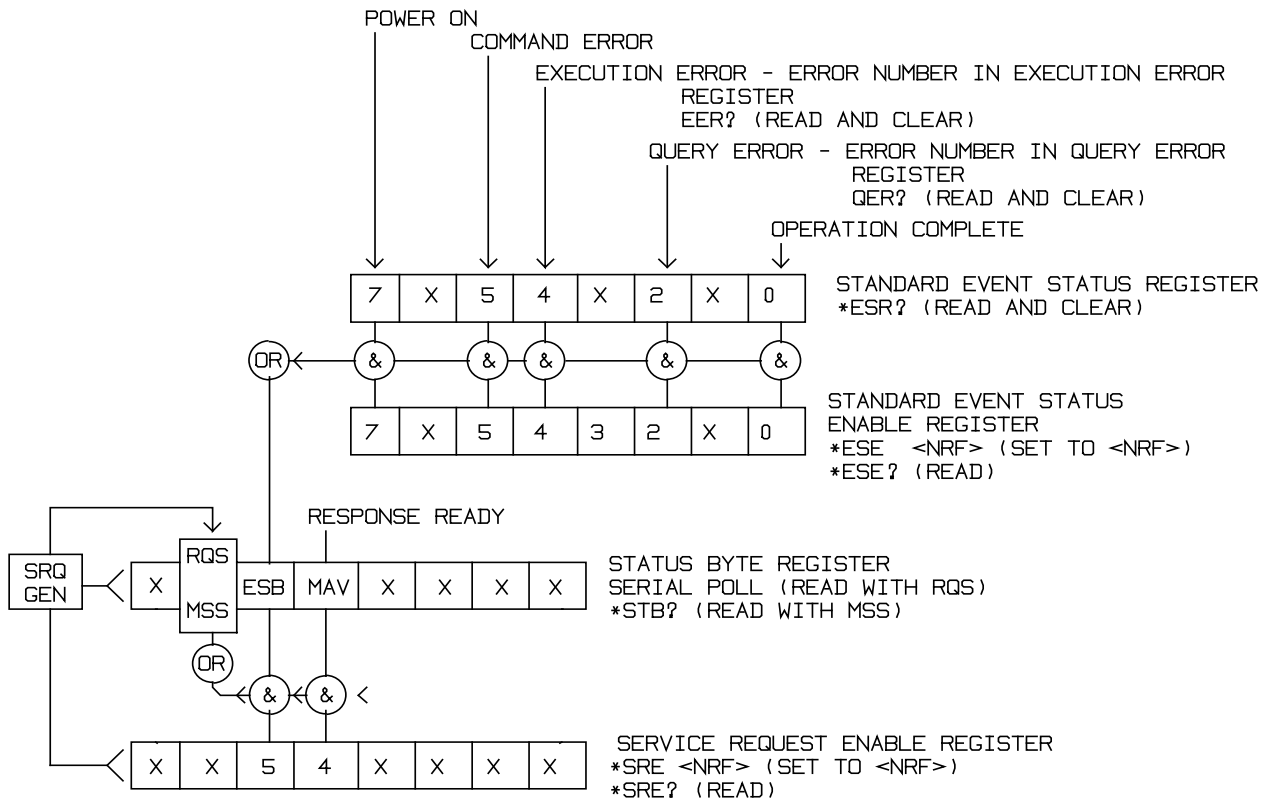 POWER ON
COMMAND ERROR
EXECUTION ERROR - ERROR NUMBER IN EXECUTION ERROR
REGISTER
EER? (READ AND CLEAR)
QUERY ERROR - ERROR NUMBER IN QUERY ERROR
REGISTER
QER? (READ AND CLEAR)
OPERATION COMPLETE
7 X 5 4 X 2 X 0
STANDARD EVENT STATUS REGISTER
*ESR? (READ AND CLEAR)
OR & & & & &
7 X 5 4 3 2 X 0
STANDARD EVENT STATUS
ENABLE REGISTER
*ESE <NRF> (SET TO <NRF>)
*ESE? (READ)
RESPONSE READY
SRQ
GEN
X
RQS
MSS
ESB MAV X X X X
STATUS BYTE REGISTER
SERIAL POLL (READ WITH RQS)
*STB? (READ WITH MSS)
OR
& &
X X 5 4 X X X X
SERVICE REQUEST ENABLE REGISTER
*SRE <NRF> (SET TO <NRF>)
*SRE? (READ)